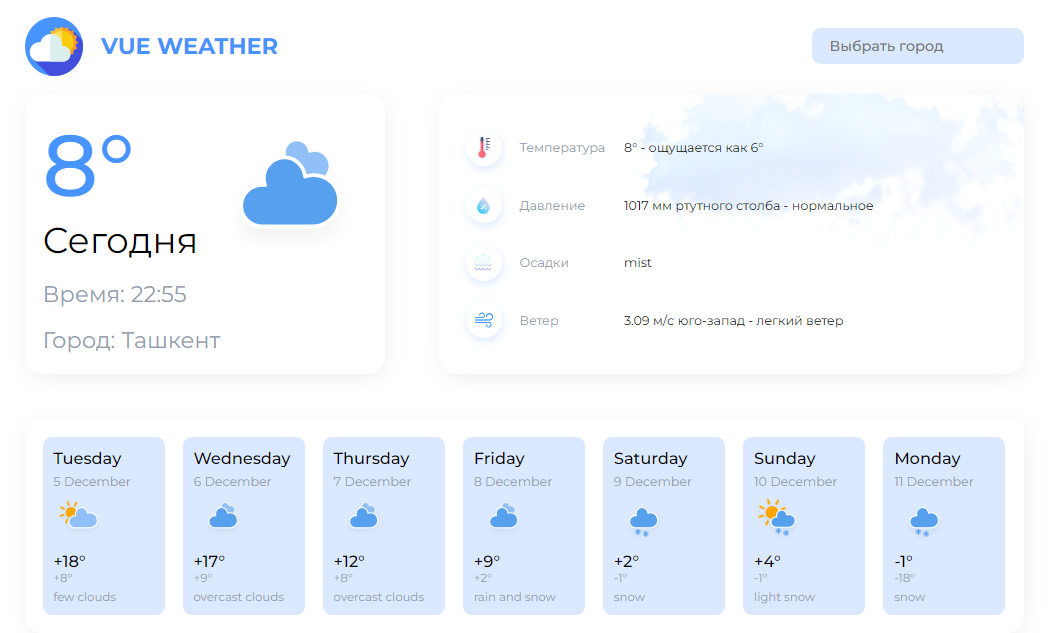 VUE WEATHER
Выбрать город
8°
Сегодня
Время: 22:55
Город: Ташкент
Температура 8° - ощущается как 6°
Давление 1017 мм ртутного столба - нормальное
Осадки mist
Ветер 3.09 м/с юго-запад - легкий ветер
Tuesday
5 December
+18°
+8°
few clouds
Wednesday
6 December
+17°
+9°
overcast clouds
Thursday
7 December
+12°
+8°
overcast clouds
Friday
8 December
+9°
+2°
rain and snow
Saturday
9 December
+2°
-1°
snow
Sunday
10 December
+4°
-1°
light snow
Monday
11 December
-1°
-18°
snow